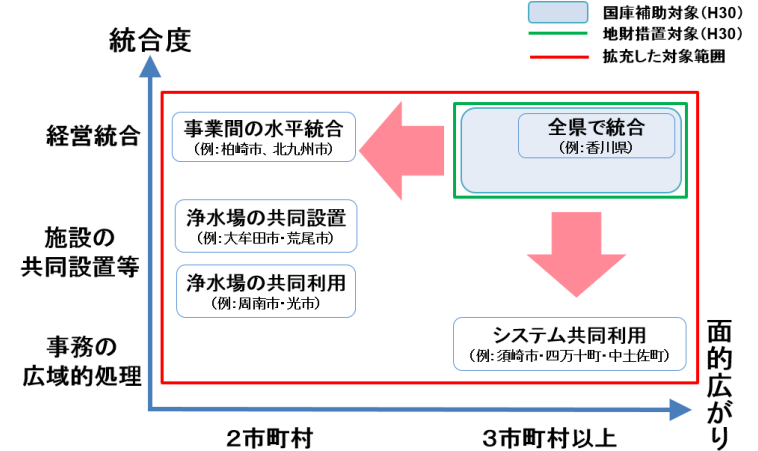 国庫補助対象(H30)
地財措置対象(H30)
拡充した対象範囲
統合度
経営統合
事業間の水平統合
(例:柏崎市、北九州市)
全県で統合
(例:香川県)
施設の
共同設置等
浄水場の共同設置
(例:大牟田市・荒尾市)
浄水場の共同利用
(例:周南市・光市)
事務の
広域的処理
システム共同利用
(例:須崎市・四万十町・中土佐町)
面的広がり
2市町村
3市町村以上